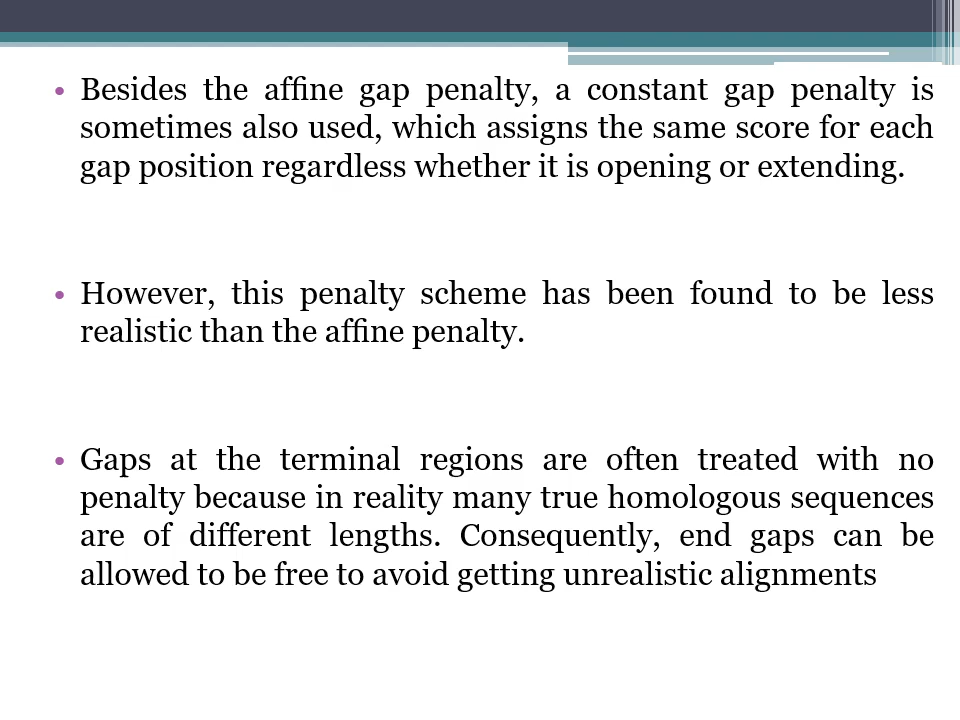 • Besides the affine gap penalty, a constant gap penalty is
sometimes also used, which assigns the same score for each
gap position regardless whether it is opening or extending.
• However, this penalty scheme has been found to be less
realistic than the affine penalty.
• Gaps at the terminal regions are often treated with no
penalty because in reality many true homologous sequences
are of different lengths. Consequently, end gaps can be
allowed to be free to avoid getting unrealistic alignments